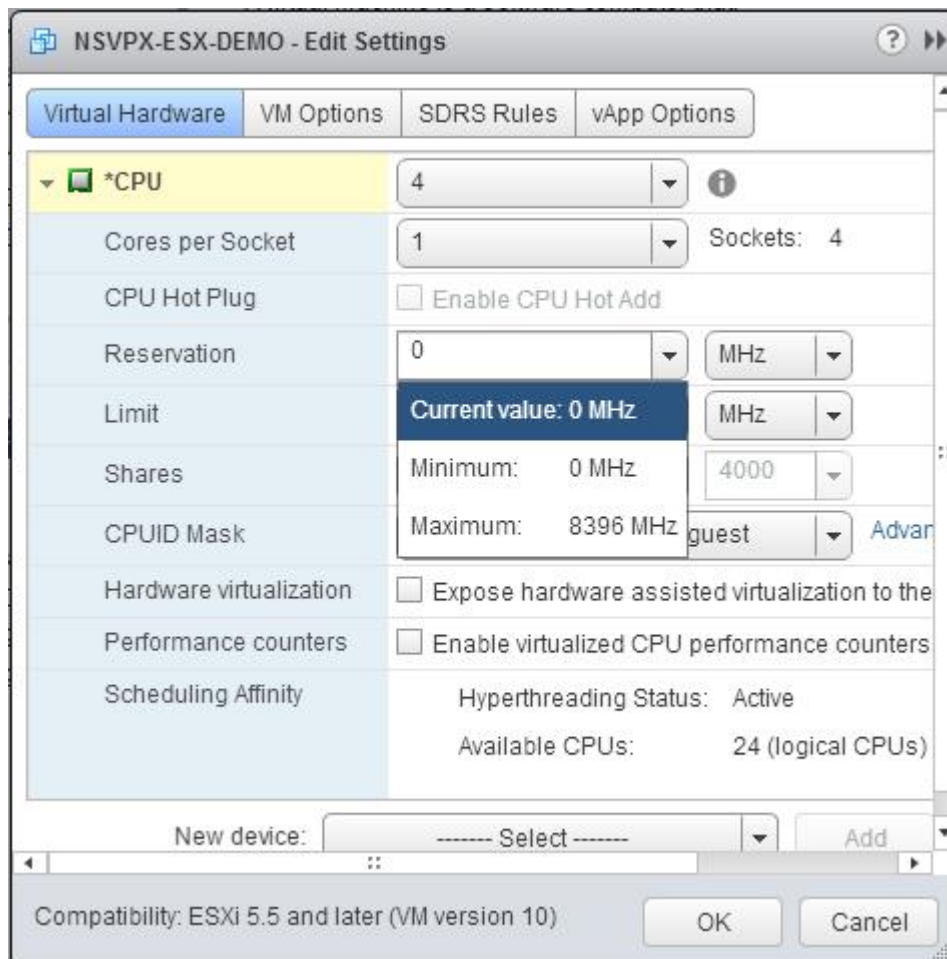 NSVPX-ESX-DEMO - Edit Settings ?
Virtual Hardware VM Options SDRS Rules vApp Options
*CPU 4
Cores per Socket 1 Sockets: 4
CPU Hot Plug Enable CPU Hot Add
Reservation 0 MHz
Limit Current value: 0 MHz MHz
Shares Minimum: 0 MHz 4000
CPUID Mask Maximum: 8396 MHz guest Advan
Hardware virtualization Expose hardware assisted virtualization to the
Performance counters Enable virtualized CPU performance counters
Scheduling Affinity Hyperthreading Status: Active
Available CPUs: 24 (logical CPUs)
New device: ------- Select ------- Add
Compatibility: ESXi 5.5 and later (VM version 10) OK Cancel